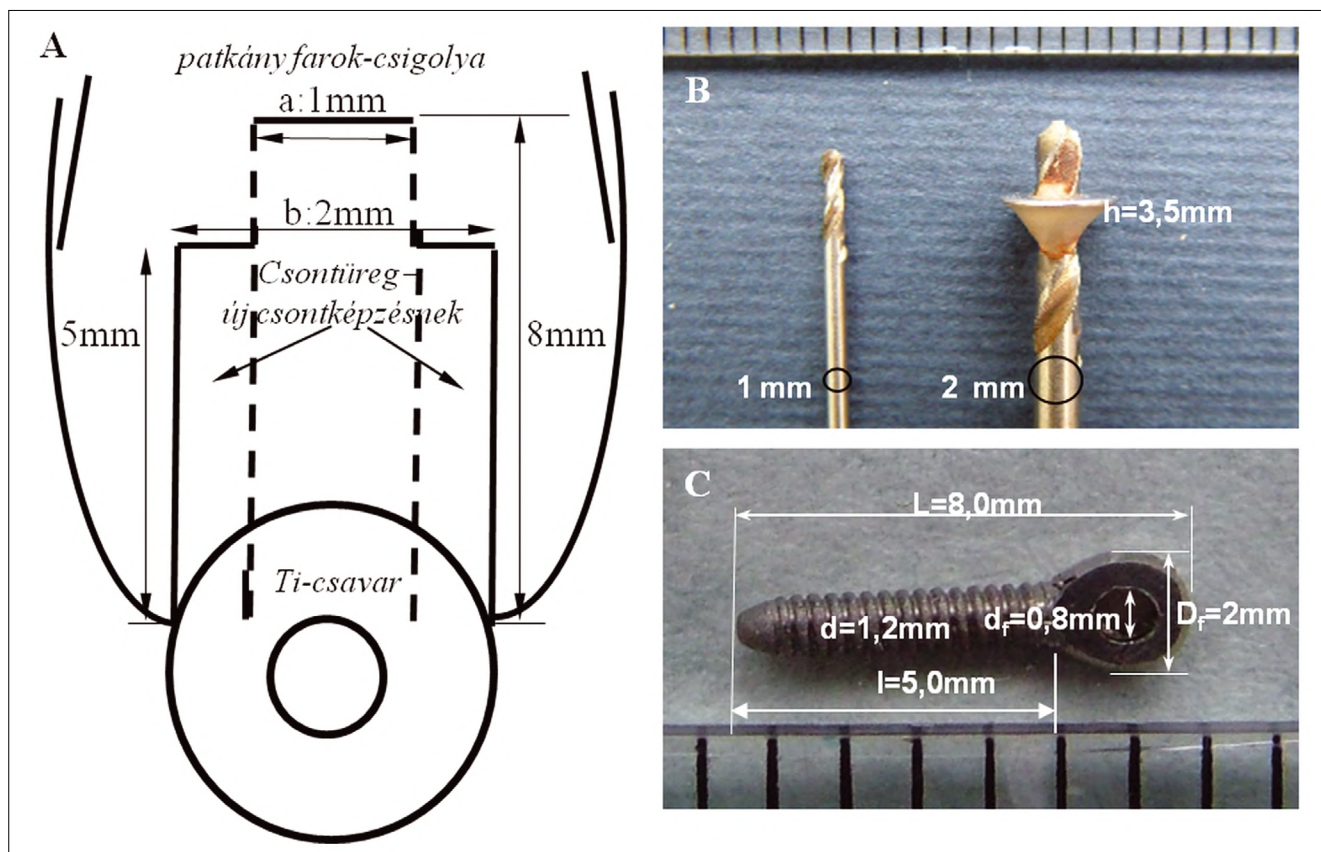 A
patkány farok-csigolya
a:1mm
b:2mm
Csontüreg–
új csontképzésnek
5mm
8mm
Ti-csavar
B
h=3,5mm
1 mm
2 mm
C
L=8,0mm
d=1,2mm
df=0,8mm
Df=2mm
l=5,0mm